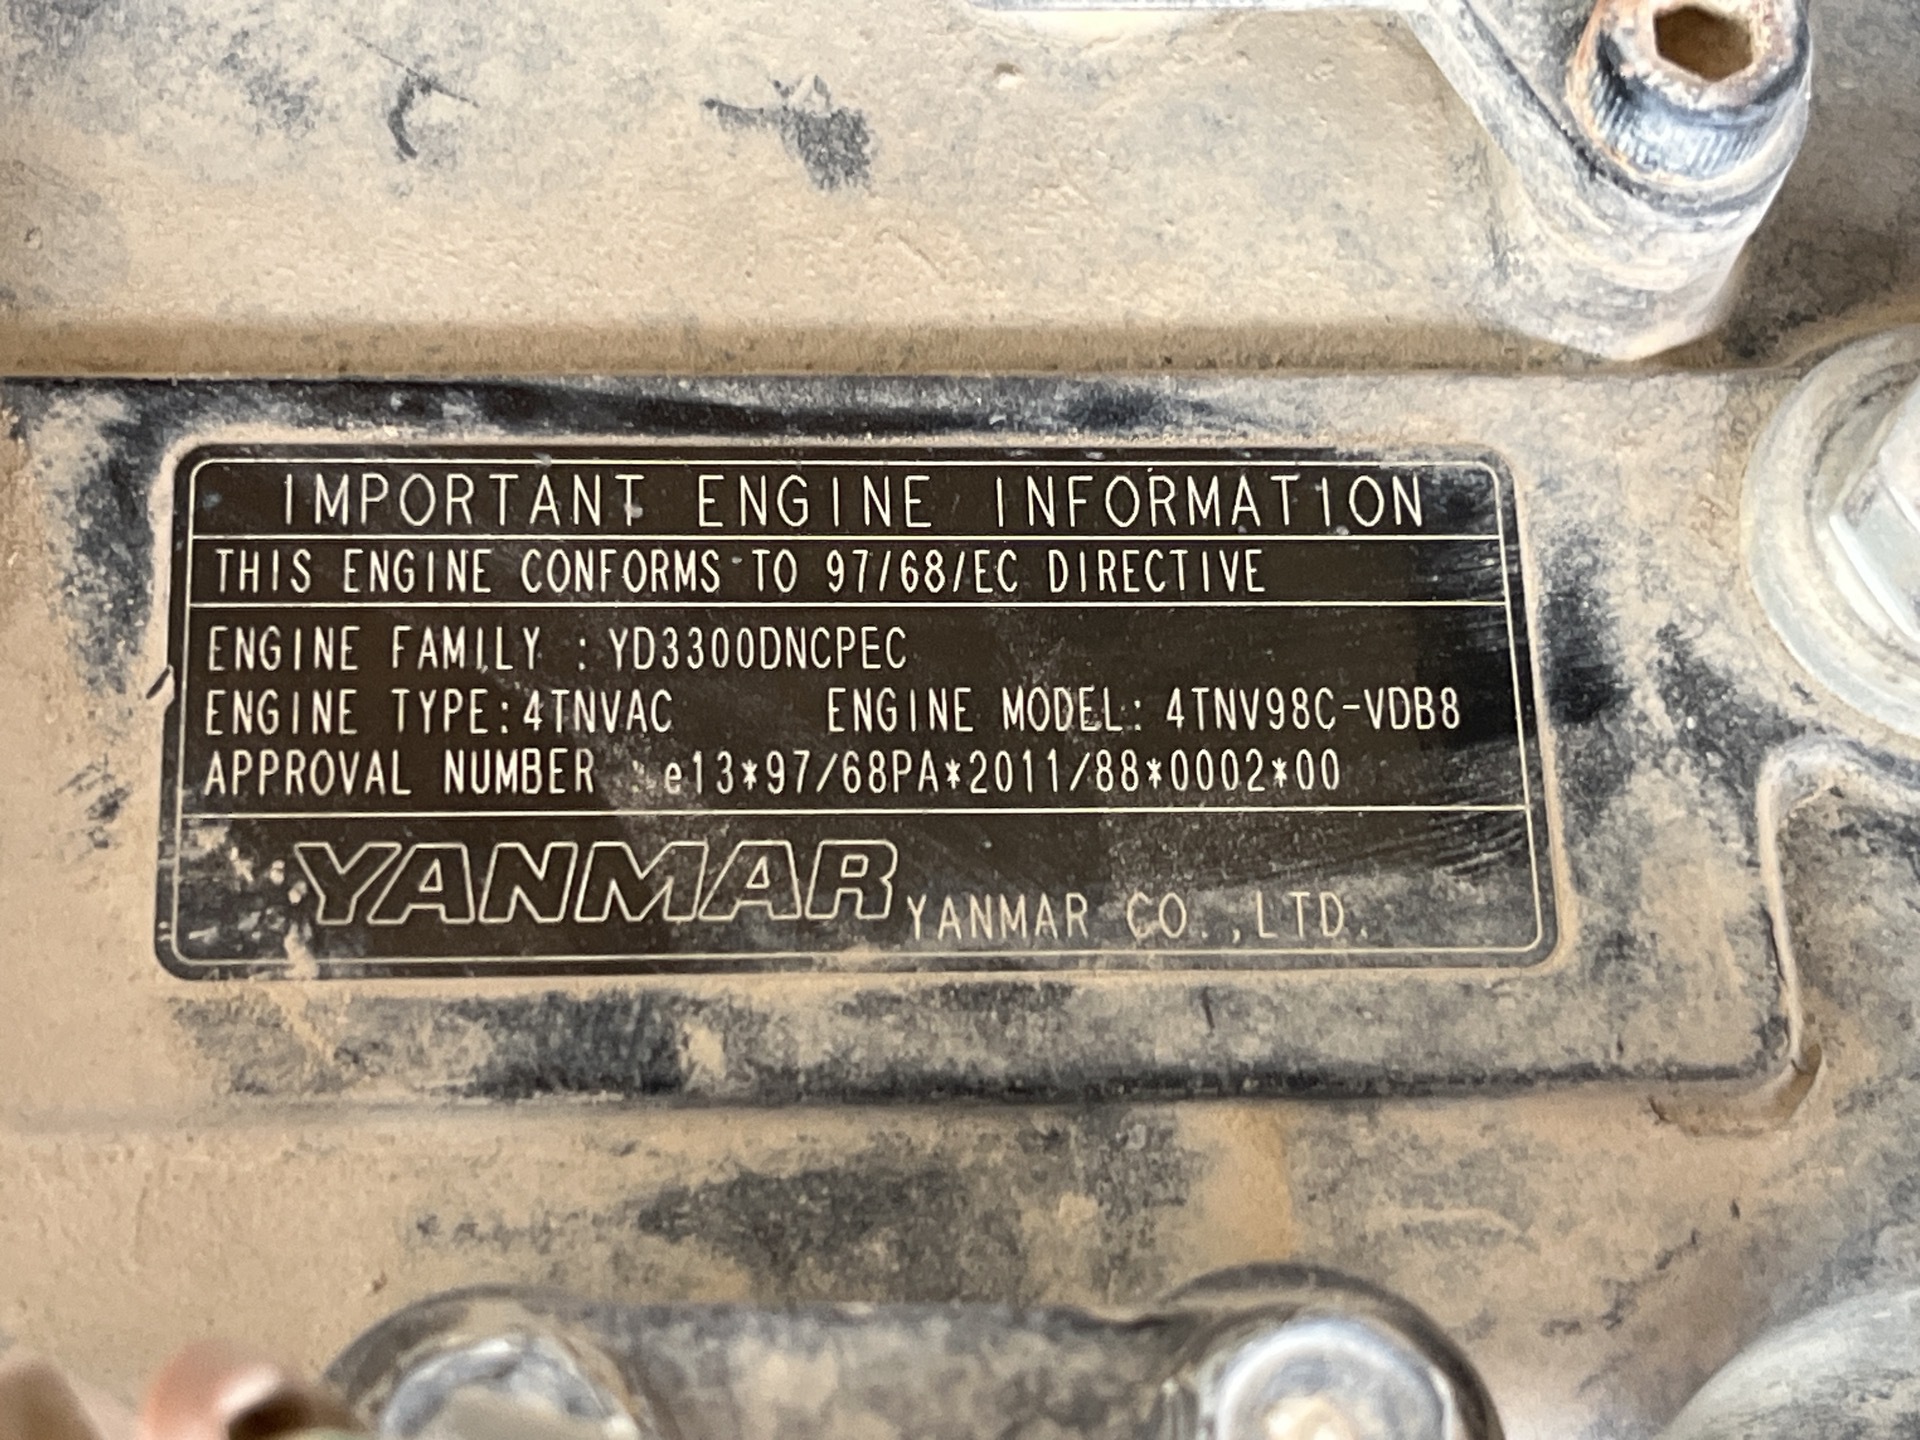 IMPORTANT ENGINE INFORMATION
THIS ENGINE CONFORMS TO 97/68/EC DIRECTIVE
ENGINE FAMILY : YD3300DNCPEC
ENGINE TYPE:4TNVAC ENGINE MODEL: 4TNV98C-VDB8
APPROVAL NUMBER : e13*97/68PA*2011/88*0002*00
YANMAR YANMAR CO.,LTD.